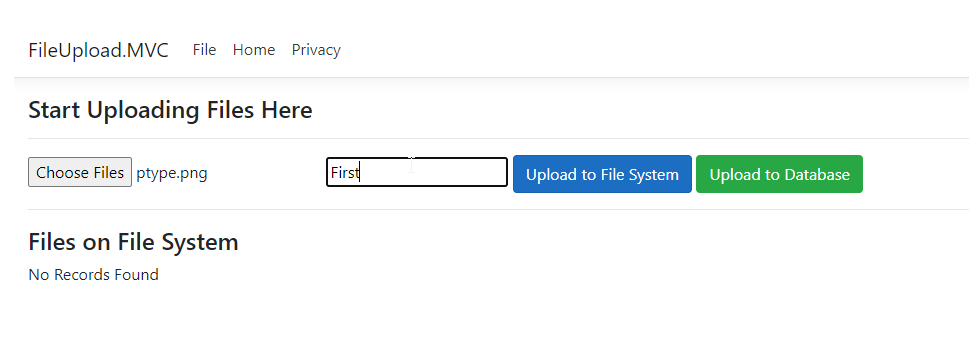 FileUpload.MVC File Home Privacy
Start Uploading Files Here
Choose Files ptype.png First Upload to File System Upload to Database
Files on File System
No Records Found